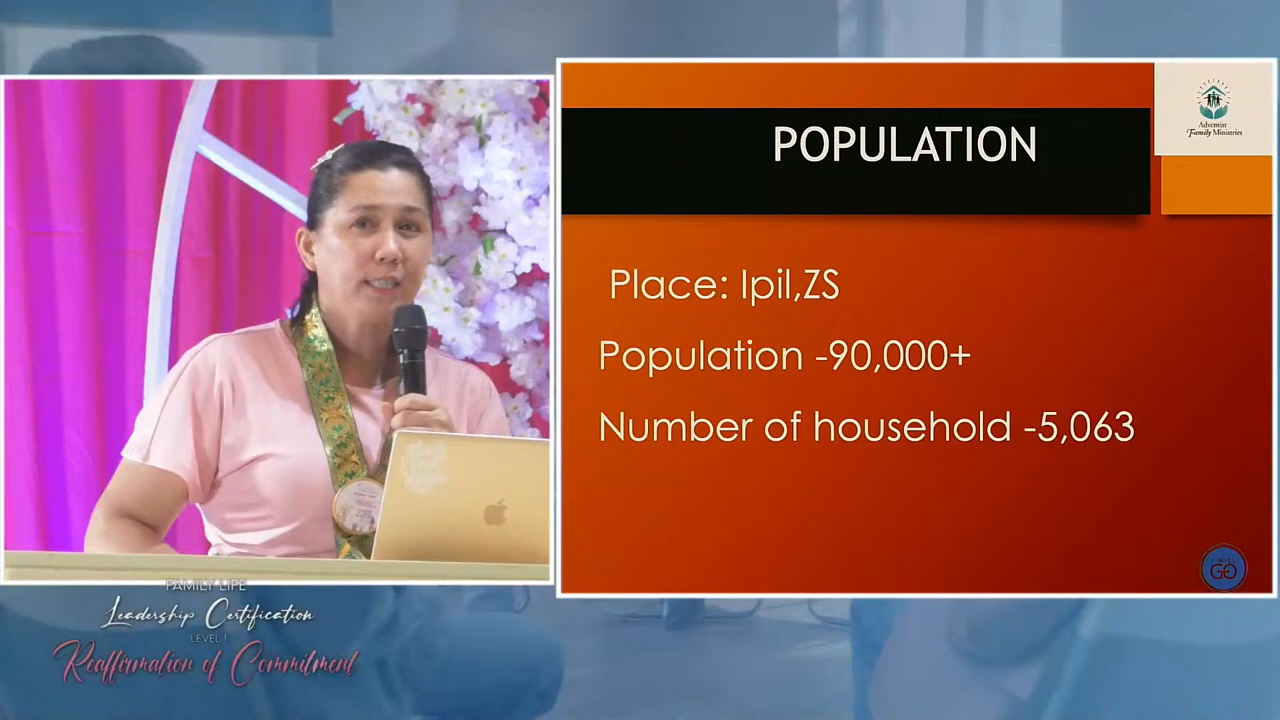 POPULATION
Adventist
Family Ministries
Place: Ipil,ZS
Population -90,000+
Number of household -5,063
I WILL
GO
FAMILY LIFE
Leadership Certification
LEVEL 1
Reaffirmation of Commitment